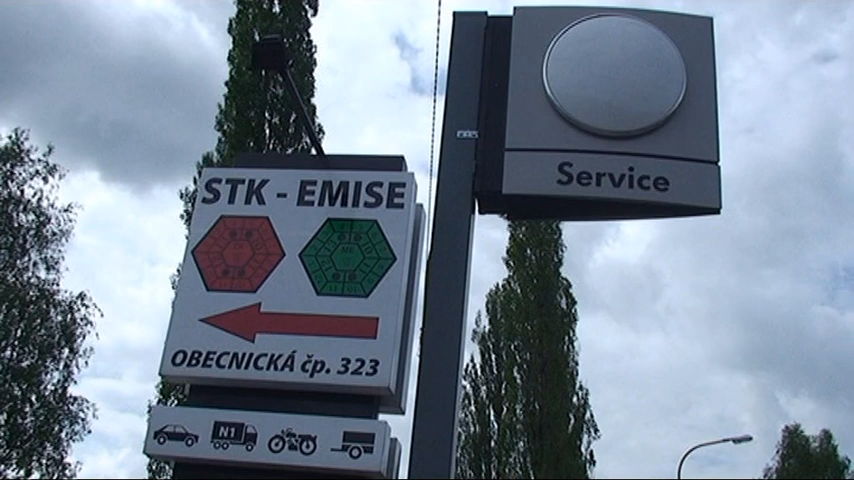 STK - EMISE
OBECNICKÁ čp. 323
N1
Service